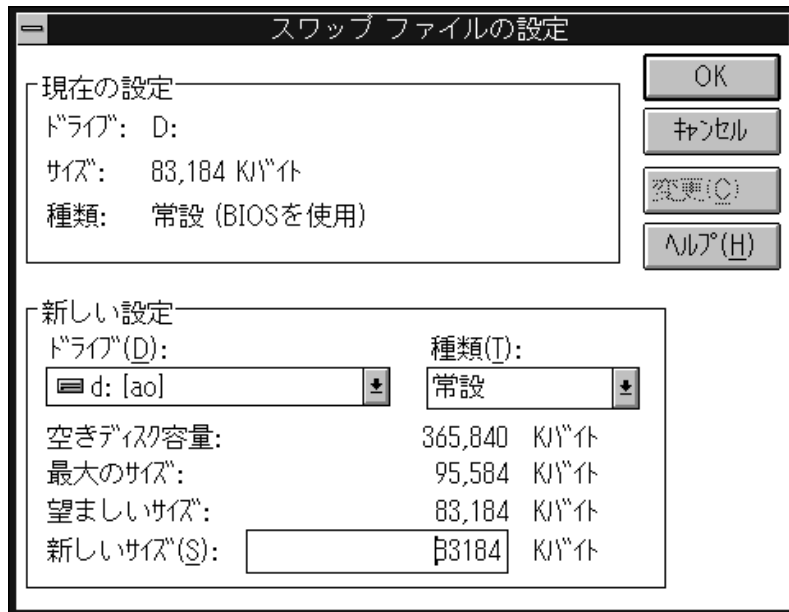 スワップ ファイルの設定
現在の設定
ﾄﾞﾗｲﾌﾞ: D:
ｻｲｽﾞ: 83,184 Kﾊﾞｲﾄ
種類: 常設 (BIOSを使用)
OK
ｷｬﾝｾﾙ
変更(C)
ﾍﾙﾌﾟ(H)
新しい設定
ﾄﾞﾗｲﾌﾞ(D): 種類(T):
d: [ao] 常設
空きﾃﾞｨｽｸ容量: 365,840 Kﾊﾞｲﾄ
最大のｻｲｽﾞ: 95,584 Kﾊﾞｲﾄ
望ましいｻｲｽﾞ: 83,184 Kﾊﾞｲﾄ
新しいｻｲｽﾞ(S): 83184 Kﾊﾞｲﾄ